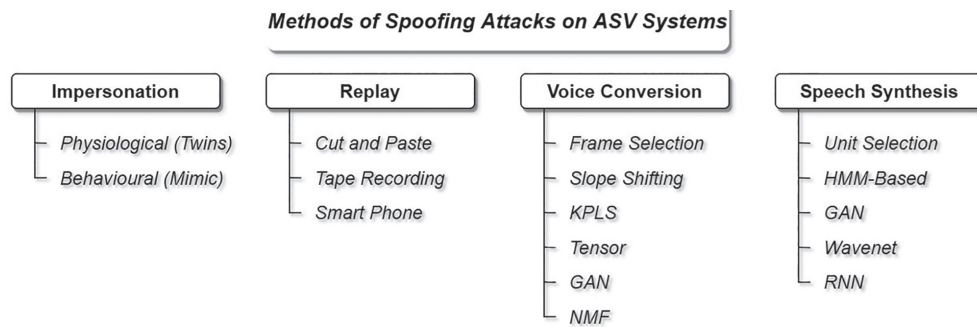 Methods of Spoofing Attacks on ASV Systems
Impersonation
Physiological (Twins)
Behavioural (Mimic)
Replay
Cut and Paste
Tape Recording
Smart Phone
Voice Conversion
Frame Selection
Slope Shifting
KPLS
Tensor
GAN
NMF
Speech Synthesis
Unit Selection
HMM-Based
GAN
Wavenet
RNN